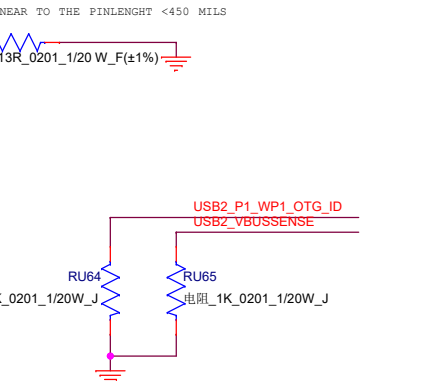 NEAR TO THE PINLENGHT <450 MILS
13R_0201_1/20 W_F(±1%)
USB2_P1_WP1_OTG_ID
USB2_VBUSSENSE
RU64
RU65
_0201_1/20W_J
电阻_1K_0201_1/20W_J